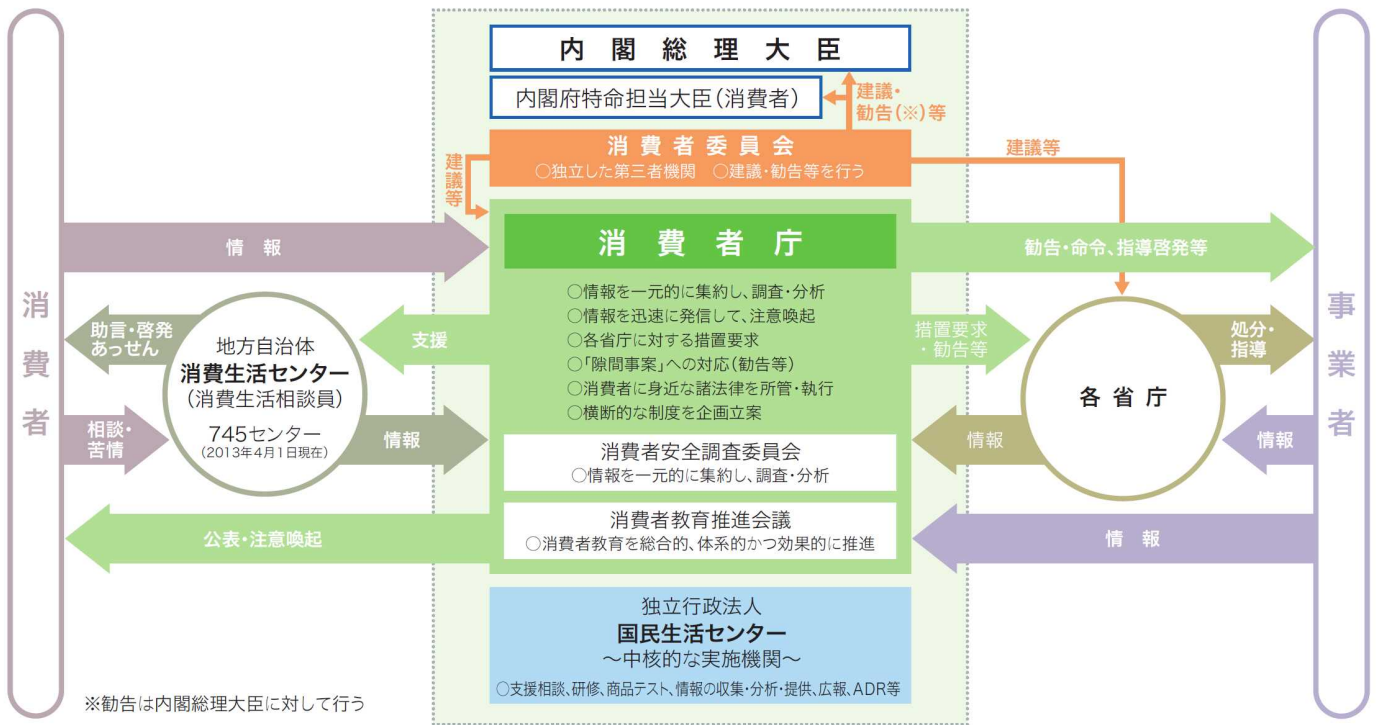 内閣総理大臣
内閣府特命担当大臣(消費者)
建議・
勧告(※)等
消費者委員会
○独立した第三者機関 ○建議・勧告等を行う
建議等
建議等
消費者
情報
消費者庁
勧告・命令、指導啓発等
事業者
○情報を一元的に集約し、調査・分析
○情報を迅速に発信して、注意喚起
○各省庁に対する措置要求
○「隙間事案」への対応(勧告等)
○消費者に身近な諸法律を所管・執行
○横断的な制度を企画立案
助言・啓発
あっせん
地方自治体
消費生活センター
(消費生活相談員)
745センター
(2013年4月1日現在)
支援
措置要求
・勧告等
処分・
指導
各省庁
相談・
苦情
情報
消費者安全調査委員会
○情報を一元的に集約し、調査・分析
情報
情報
公表・注意喚起
消費者教育推進会議
○消費者教育を総合的、体系的かつ効果的に推進
情報
独立行政法人
国民生活センター
～中核的な実施機関～
○支援相談、研修、商品テスト、情報の収集・分析・提供、広報、ADR等
※勧告は内閣総理大臣に対して行う